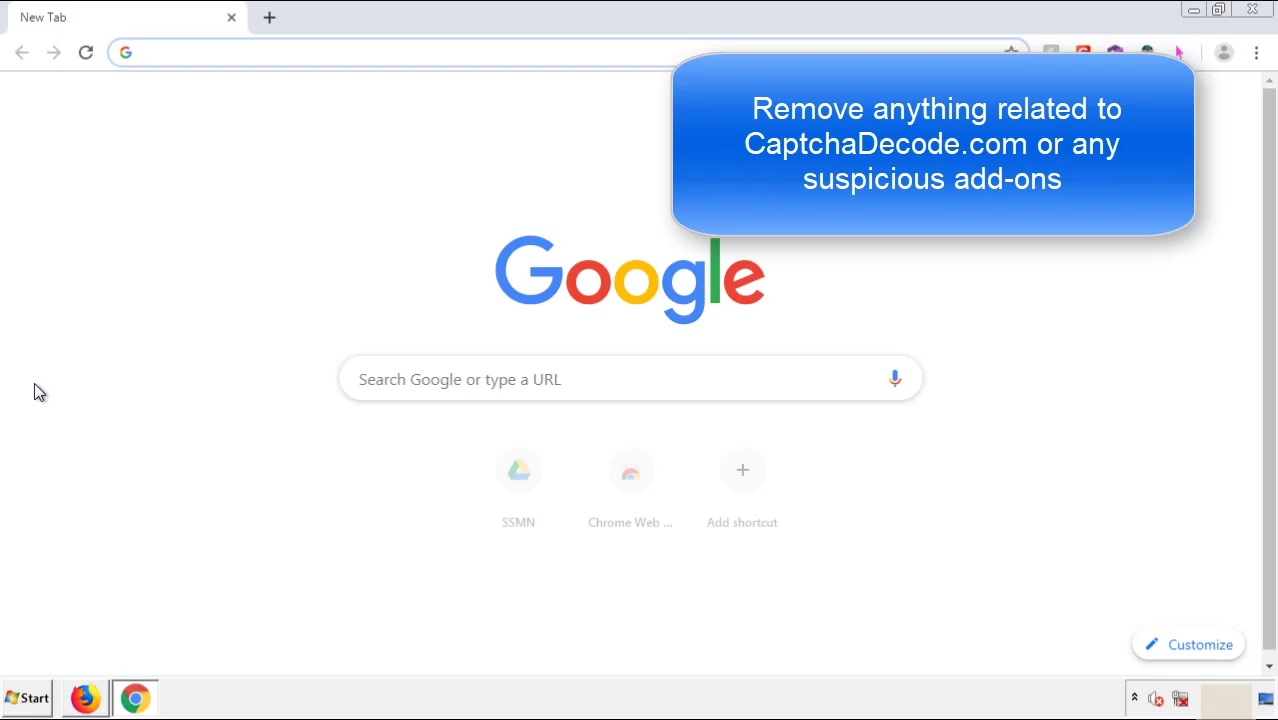 New Tab
Remove anything related to
CaptchaDecode.com or any
suspicious add-ons
Google
Search Google or type a URL
SSMN
Chrome Web ...
Add shortcut
Customize
Start